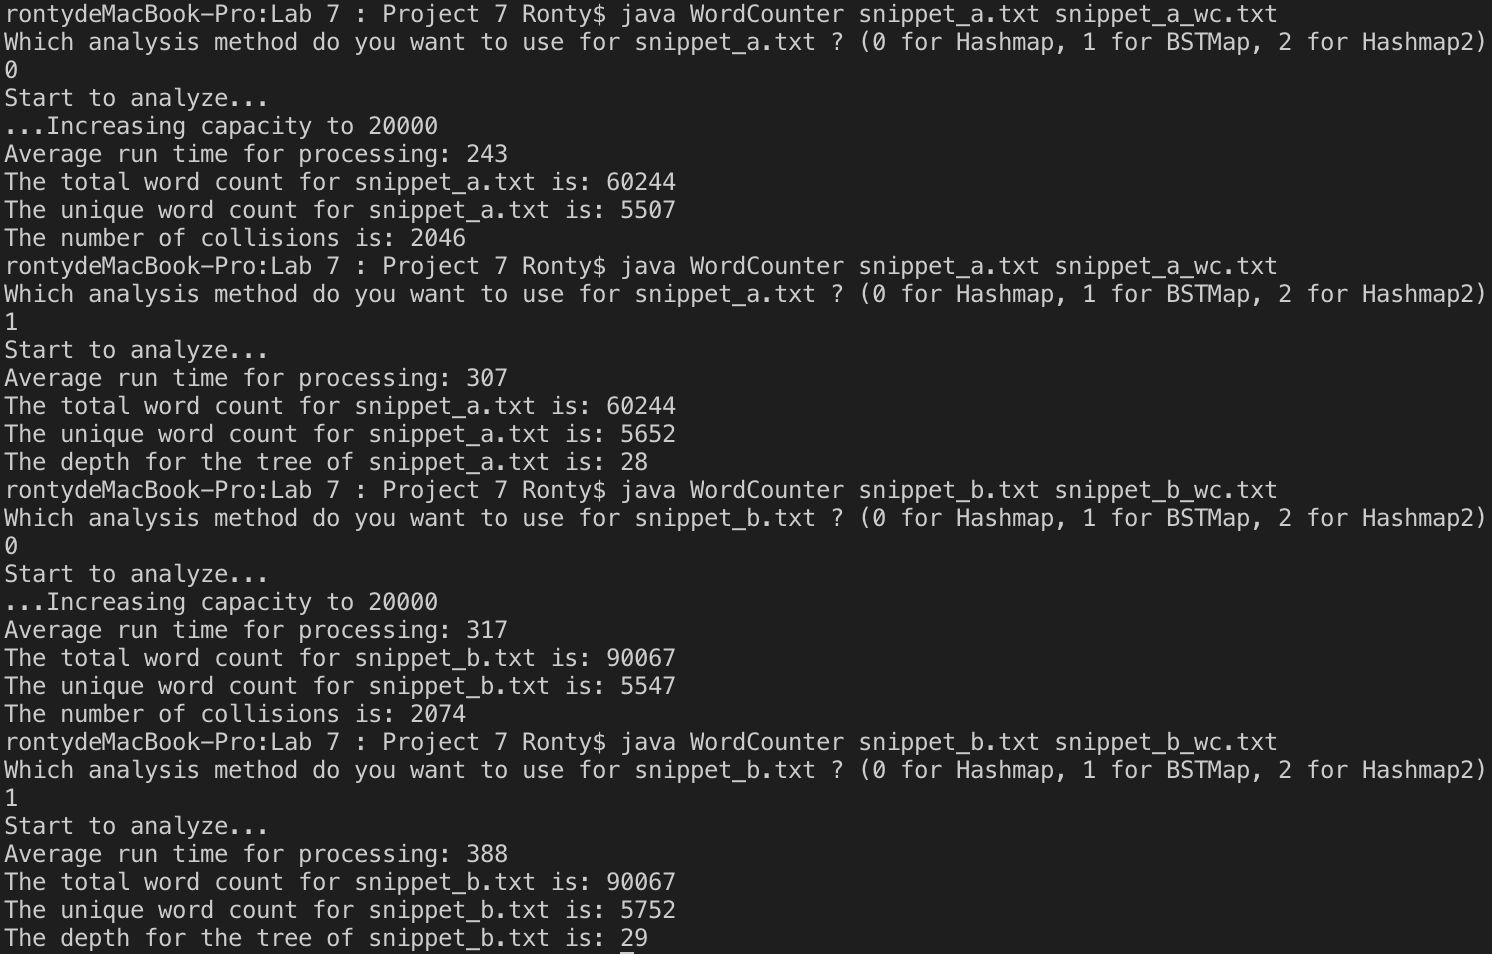 rontydeMacBook-Pro:Lab 7 : Project 7 Ronty$ java WordCounter snippet_a.txt snippet_a_wc.txt
Which analysis method do you want to use for snippet_a.txt ? (0 for Hashmap, 1 for BSTMap, 2 for Hashmap2)
0
Start to analyze...
...Increasing capacity to 20000
Average run time for processing: 243
The total word count for snippet_a.txt is: 60244
The unique word count for snippet_a.txt is: 5507
The number of collisions is: 2046
rontydeMacBook-Pro:Lab 7 : Project 7 Ronty$ java WordCounter snippet_a.txt snippet_a_wc.txt
Which analysis method do you want to use for snippet_a.txt ? (0 for Hashmap, 1 for BSTMap, 2 for Hashmap2)
1
Start to analyze...
Average run time for processing: 307
The total word count for snippet_a.txt is: 60244
The unique word count for snippet_a.txt is: 5652
The depth for the tree of snippet_a.txt is: 28
rontydeMacBook-Pro:Lab 7 : Project 7 Ronty$ java WordCounter snippet_b.txt snippet_b_wc.txt
Which analysis method do you want to use for snippet_b.txt ? (0 for Hashmap, 1 for BSTMap, 2 for Hashmap2)
0
Start to analyze...
...Increasing capacity to 20000
Average run time for processing: 317
The total word count for snippet_b.txt is: 90067
The unique word count for snippet_b.txt is: 5547
The number of collisions is: 2074
rontydeMacBook-Pro:Lab 7 : Project 7 Ronty$ java WordCounter snippet_b.txt snippet_b_wc.txt
Which analysis method do you want to use for snippet_b.txt ? (0 for Hashmap, 1 for BSTMap, 2 for Hashmap2)
1
Start to analyze...
Average run time for processing: 388
The total word count for snippet_b.txt is: 90067
The unique word count for snippet_b.txt is: 5752
The depth for the tree of snippet_b.txt is: 29